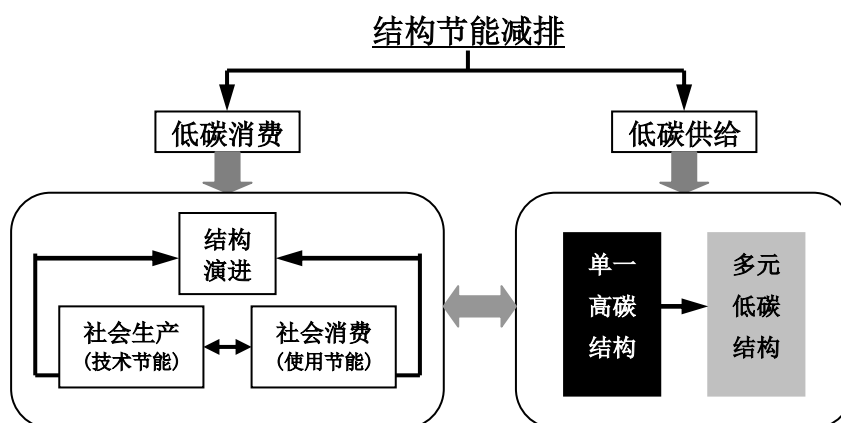 结构节能减排
低碳消费
低碳供给
结构
演进
社会生产
(技术节能)
社会消费
(使用节能)
单一
高碳
结构
多元
低碳
结构